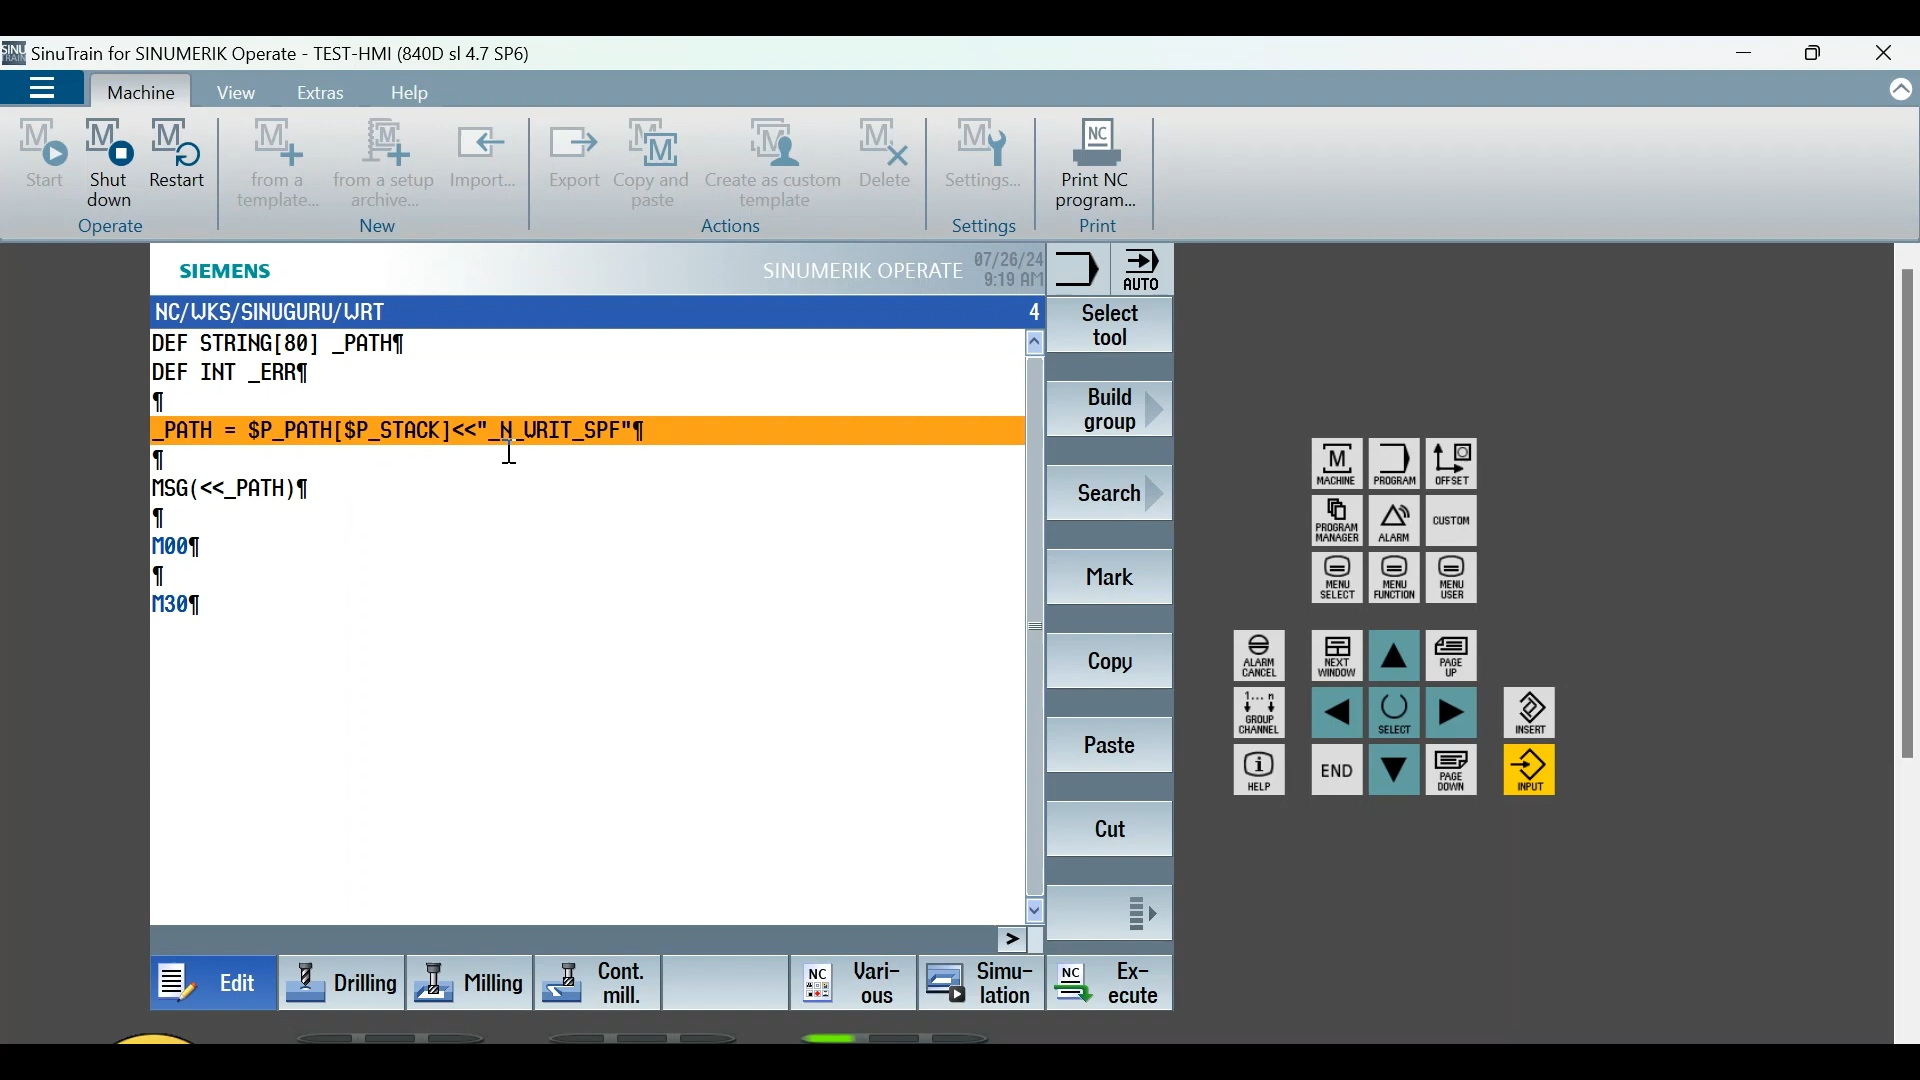 SINU
TRAIN
SinuTrain for SINUMERIK Operate - TEST-HMI (840D sl 4.7 SP6)
Machine
View
Extras
Help
Start
Shut
down
Restart
from a
template...
from a setup
archive...
Import...
Export
Copy and
paste
Create as custom
template
Delete
Settings...
NC
Print NC
program...
Operate
New
Actions
Settings
Print
SIEMENS
SINUMERIK OPERATE
07/26/24
9:19 AM
AUTO
NC/WKS/SINUGURU/WRT
4
DEF STRING[80] _PATH¶
DEF INT _ERR¶
¶
_PATH = $P_PATH[$P_STACK]<<"_N_WRIT_SPF"¶
¶
MSG(<<_PATH)¶
¶
M00¶
¶
M30¶
>
Select
tool
Build
group
Search
Mark
Copy
Paste
Cut
Edit
Drilling
Milling
Cont.
mill.
NC
Vari-
ous
Simu-
lation
NC
Ex-
ecute
M
MACHINE
PROGRAM
OFFSET
PROGRAM
MANAGER
ALARM
CUSTOM
MENU
SELECT
MENU
FUNCTION
MENU
USER
ALARM
CANCEL
NEXT
WINDOW
PAGE
UP
1... n
GROUP
CHANNEL
SELECT
INSERT
HELP
END
PAGE
DOWN
INPUT